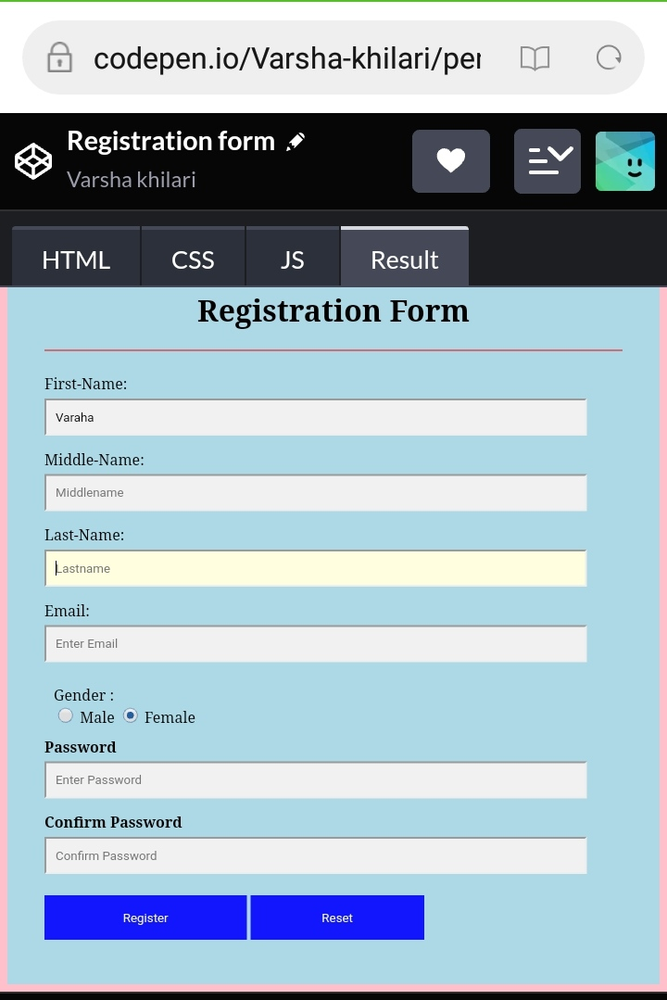 codepen.io/Varsha-khilari/per
Registration form
Varsha khilari
HTML CSS JS Result
Registration Form
First-Name:
Varaha
Middle-Name:
Middlename
Last-Name:
Lastname
Email:
Enter Email
Gender :
Male Female
Password
Enter Password
Confirm Password
Confirm Password
Register Reset